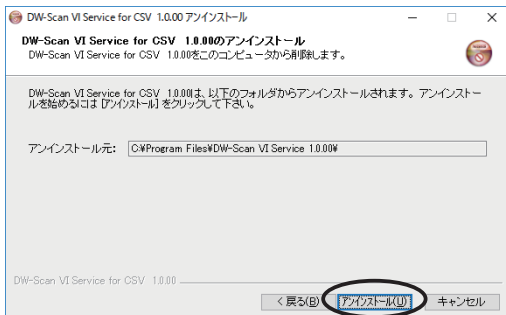 DW-Scan VI Service for CSV 1.0.00 アンインストール
DW-Scan VI Service for CSV 1.0.00のアンインストール
DW-Scan VI Service for CSV 1.0.00をこのコンピュータから削除します。
DW-Scan VI Service for CSV 1.0.00は、以下のフォルダからアンインストールされます。アンインストー
ルを始めるには [アンインストール] をクリックして下さい。
アンインストール元: C:¥Program Files¥DW-Scan VI Service 1.0.00¥
DW-Scan VI Service for CSV 1.0.00
< 戻る(B) アンインストール(U) キャンセル